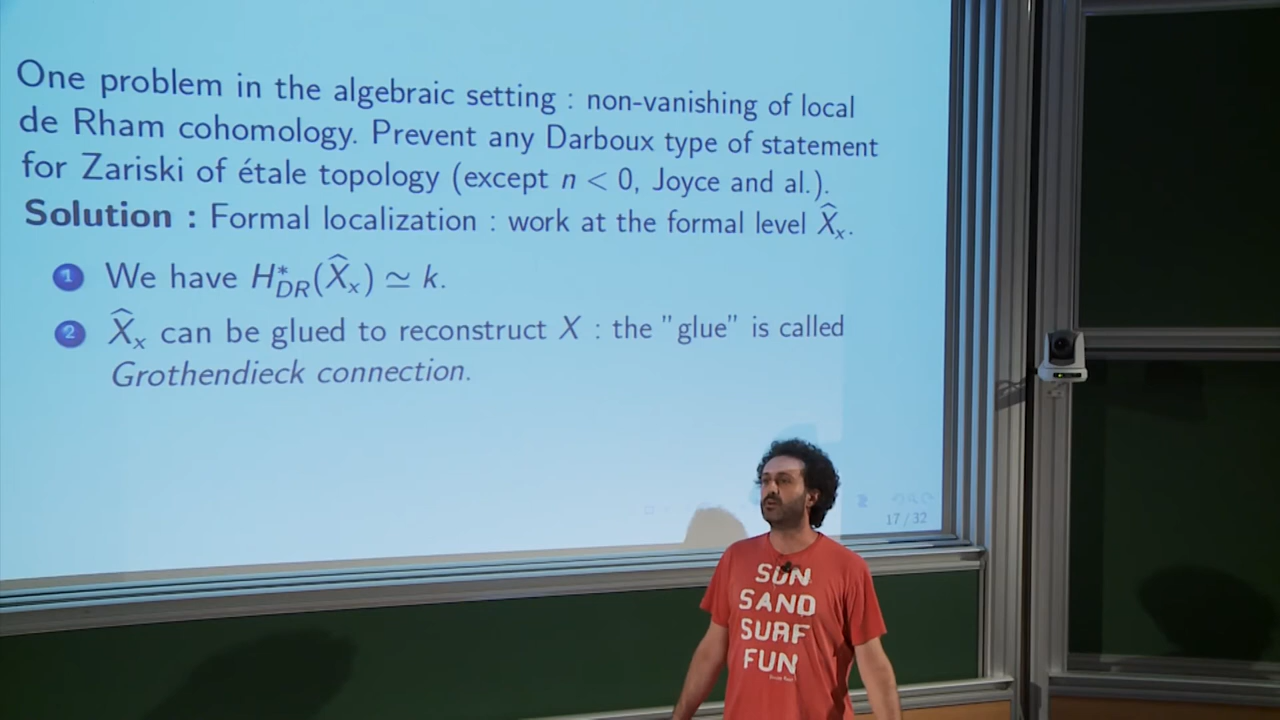 One problem in the algebraic setting : non-vanishing of local
de Rham cohomology. Prevent any Darboux type of statement
for Zariski of étale topology (except n < 0, Joyce and al.).
Solution : Formal localization : work at the formal level X̂ₓ.
1 We have H*_DR(X̂ₓ) ≃ k.
2 X̂ₓ can be glued to reconstruct X : the "glue" is called
Grothendieck connection.
17 / 32
SUN
SAND
SURF
FUN